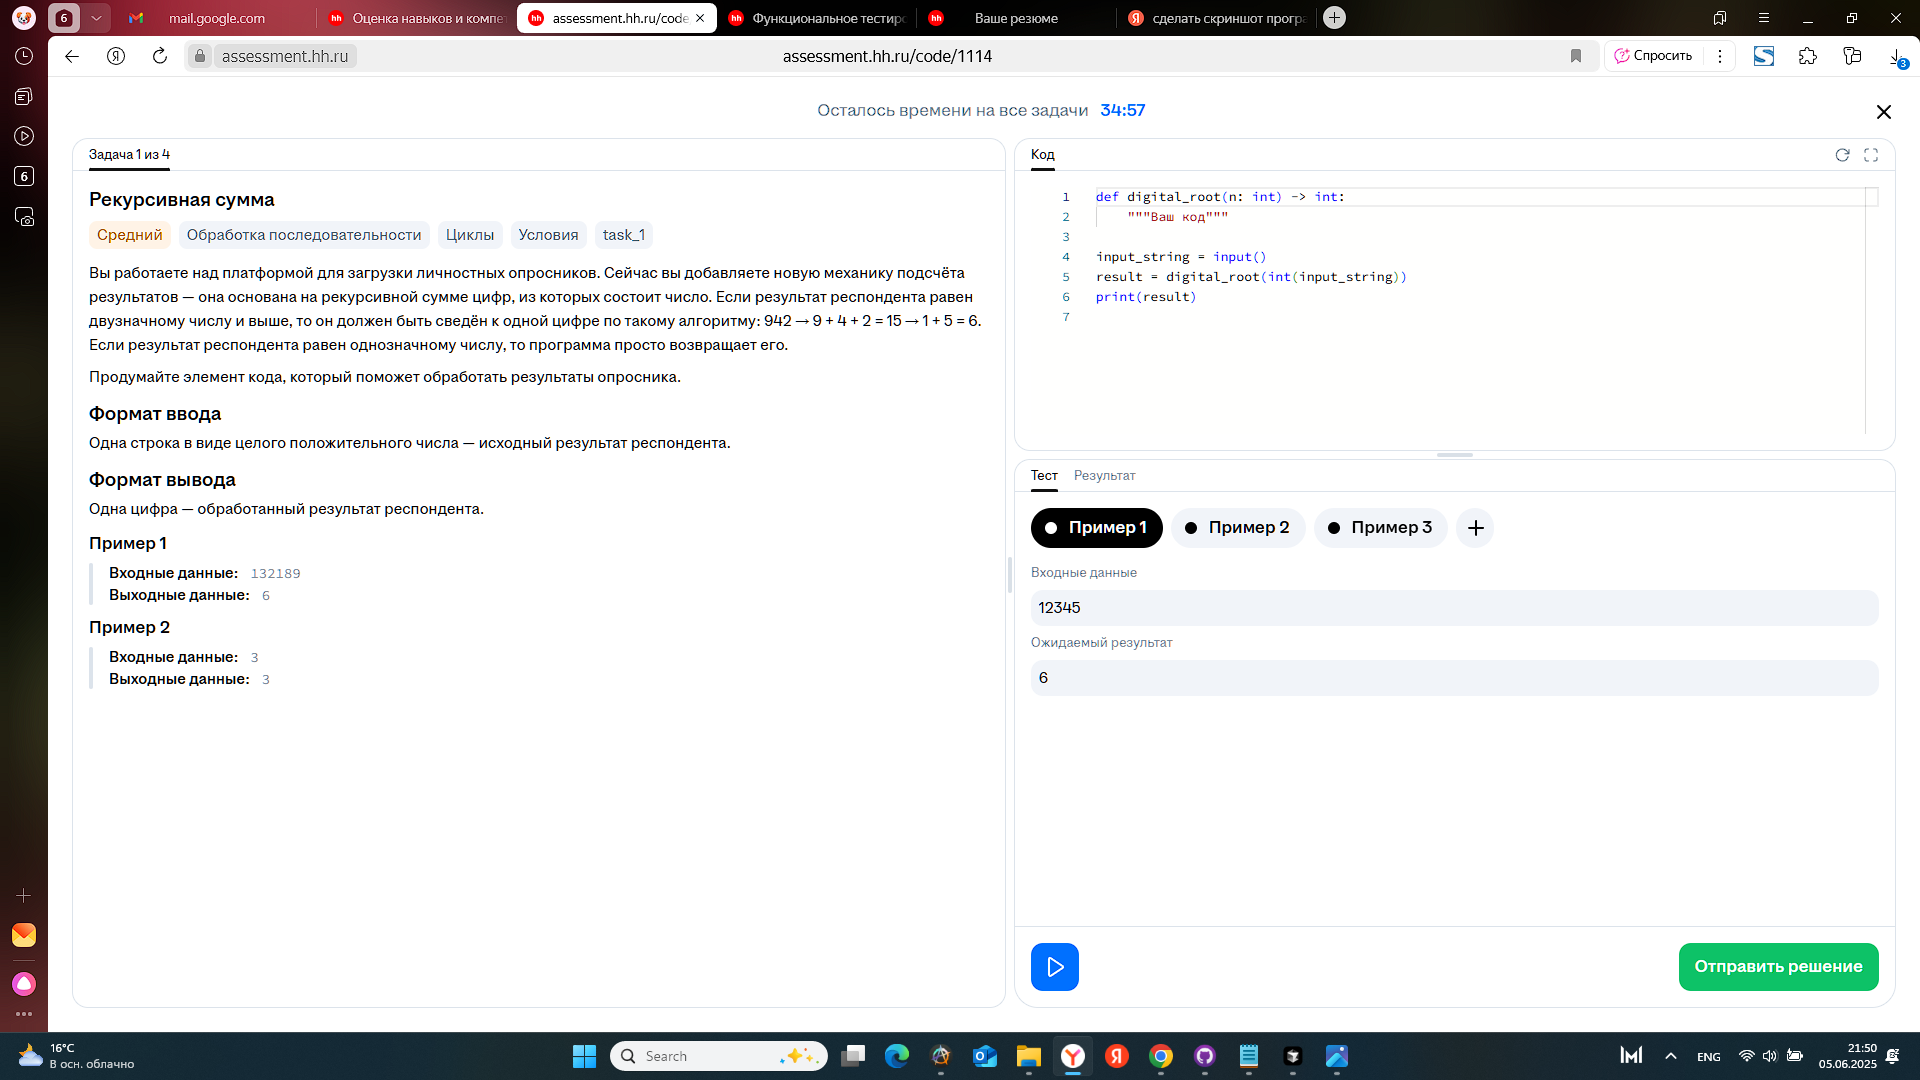 6
mail.google.com
Оценка навыков и компе
assessment.hh.ru/code
Функциональное тестиро
Ваше резюме
сделать скриншот програ
assessment.hh.ru
assessment.hh.ru/code/1114
Спросить
3
6
Осталось времени на все задачи 34:57
Задача 1 из 4
Рекурсивная сумма
Средний
Обработка последовательности
Циклы
Условия
task_1
Вы работаете над платформой для загрузки личностных опросников. Сейчас вы добавляете новую механику подсчёта
результатов — она основана на рекурсивной сумме цифр, из которых состоит число. Если результат респондента равен
двузначному числу и выше, то он должен быть сведён к одной цифре по такому алгоритму: 942 → 9 + 4 + 2 = 15 → 1 + 5 = 6.
Если результат респондента равен однозначному числу, то программа просто возвращает его.
Продумайте элемент кода, который поможет обработать результаты опросника.
Формат ввода
Одна строка в виде целого положительного числа — исходный результат респондента.
Формат вывода
Одна цифра — обработанный результат респондента.
Пример 1
Входные данные: 132189
Выходные данные: 6
Пример 2
Входные данные: 3
Выходные данные: 3
Код
1 def digital_root(n: int) -> int:
2 """Ваш код"""
3
4 input_string = input()
5 result = digital_root(int(input_string))
6 print(result)
7
Тест
Результат
Пример 1
Пример 2
Пример 3
Входные данные
12345
Ожидаемый результат
6
Отправить решение
16°C
В осн. облачно
Search
ENG
21:50
05.06.2025